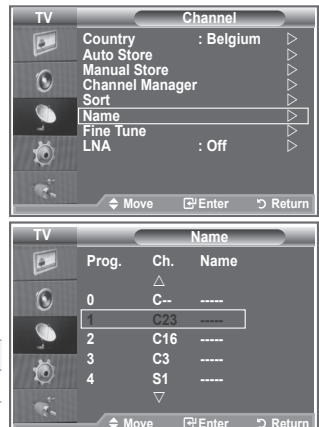 TV Channel
Country : Belgium
Auto Store
Manual Store
Channel Manager
Sort
Name
Fine Tune
LNA : Off
Move Enter Return
TV Name
Prog. Ch. Name
0 C-- -----
1 C23 -----
2 C16 -----
3 C3 -----
4 S1 -----
Move Enter Return